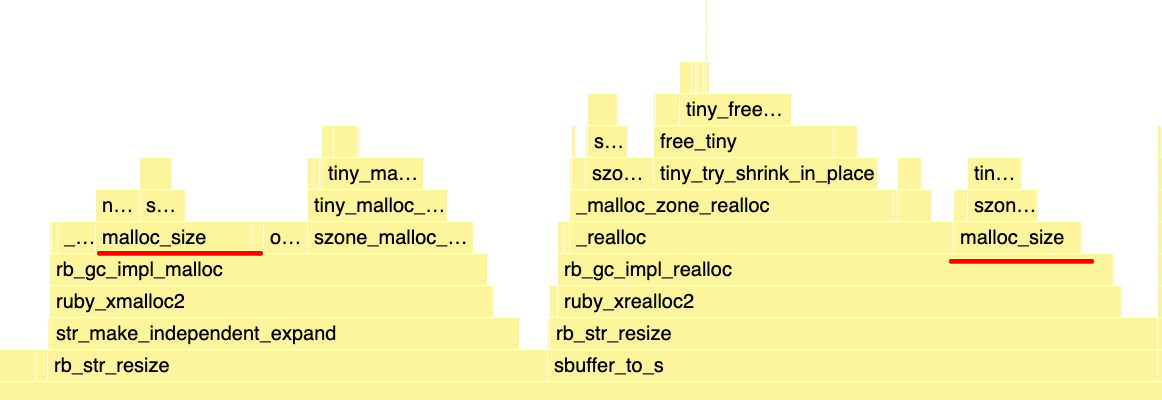 tiny_free…
s… free_tiny
tiny_ma… szo… tiny_try_shrink_in_place tin…
n… s… tiny_malloc_… _malloc_zone_realloc szon…
_… malloc_size o… szone_malloc_… _realloc malloc_size
rb_gc_impl_malloc rb_gc_impl_realloc
ruby_xmalloc2 ruby_xrealloc2
str_make_independent_expand rb_str_resize
rb_str_resize sbuffer_to_s